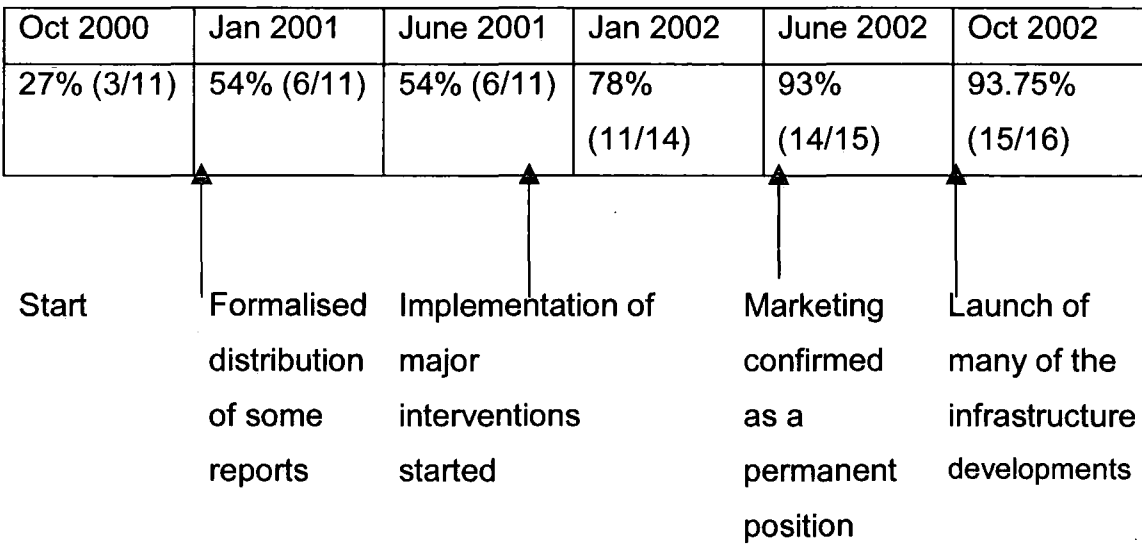 Oct 2000 Jan 2001 June 2001 Jan 2002 June 2002 Oct 2002
27% (3/11) 54% (6/11) 54% (6/11) 78% 93% 93.75%
(11/14) (14/15) (15/16)
Start Formalised Implementation of Marketing Launch of
distribution major confirmed many of the
of some interventions as a infrastructure
reports started permanent developments
position